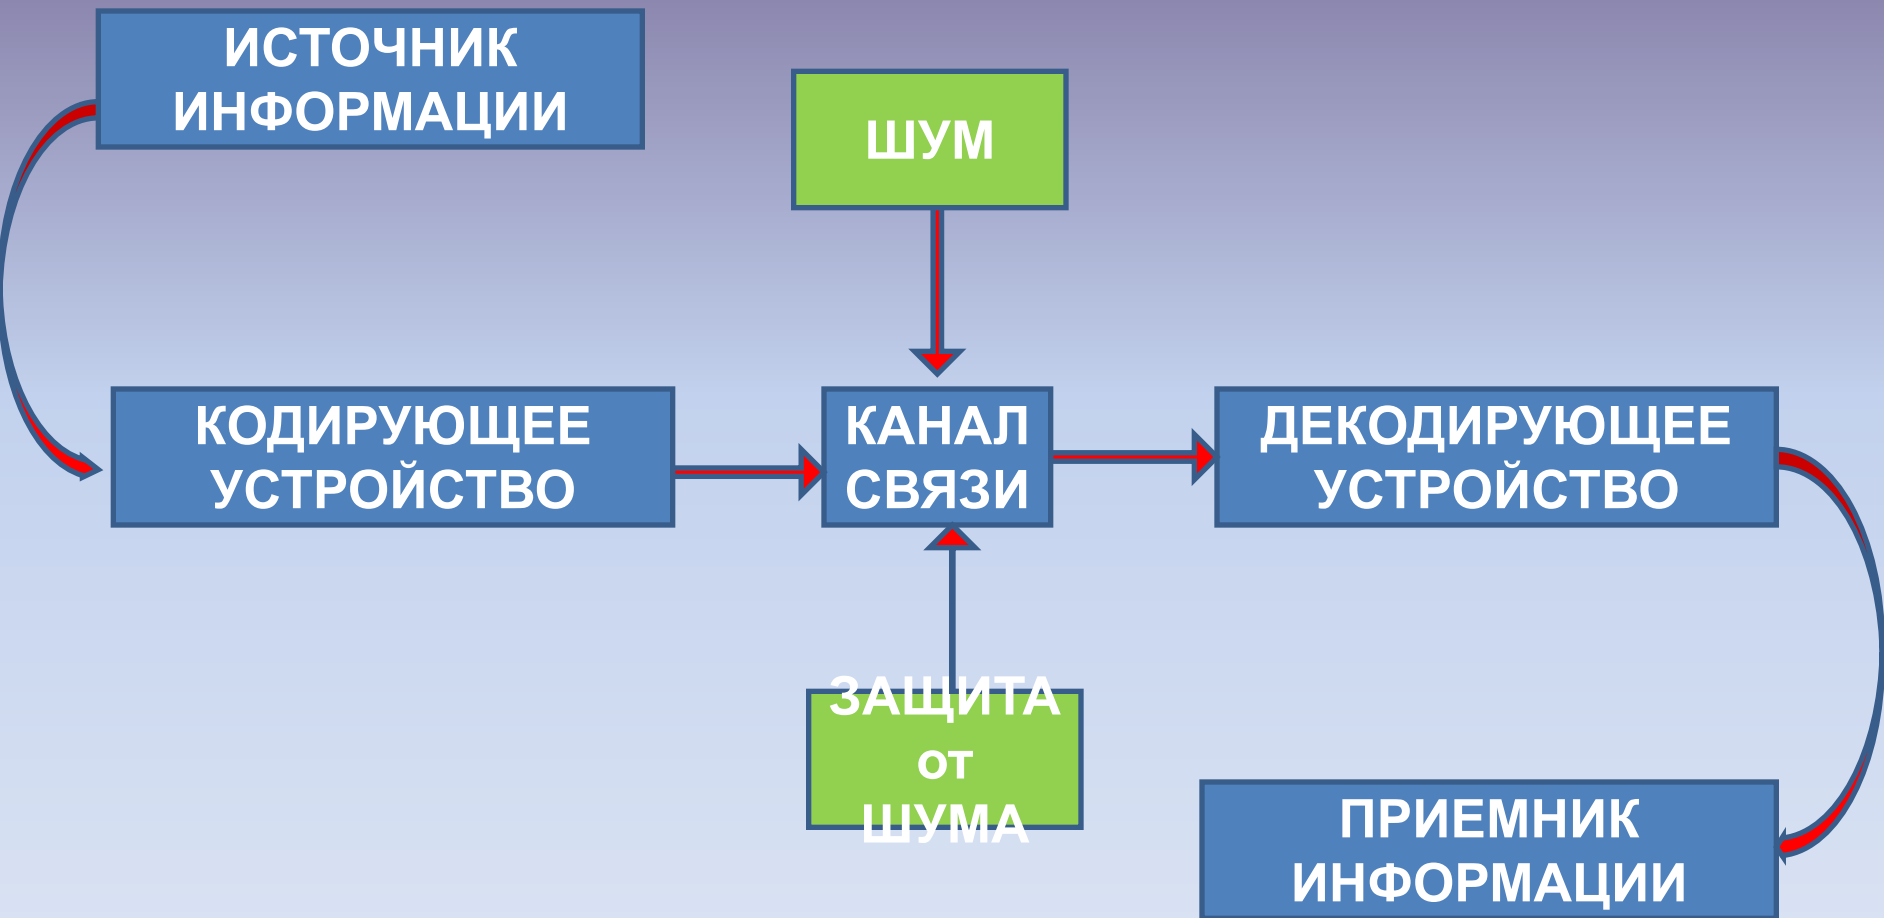 ИСТОЧНИК
ИНФОРМАЦИИ
ШУМ
КОДИРУЮЩЕЕ
УСТРОЙСТВО
КАНАЛ
СВЯЗИ
ДЕКОДИРУЮЩЕЕ
УСТРОЙСТВО
ЗАЩИТА
от
ШУМА
ПРИЕМНИК
ИНФОРМАЦИИ